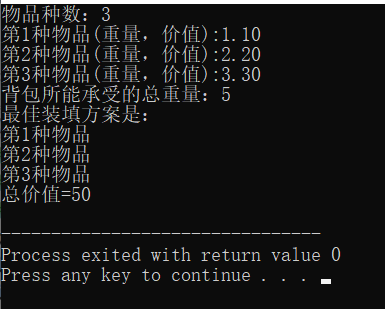 物品种数：3
第1种物品(重量，价值):1.10
第2种物品(重量，价值):2.20
第3种物品(重量，价值):3.30
背包所能承受的总重量：5
最佳装填方案是：
第1种物品
第2种物品
第3种物品
总价值=50
--------------------------------
Process exited with return value 0
Press any key to continue . . .